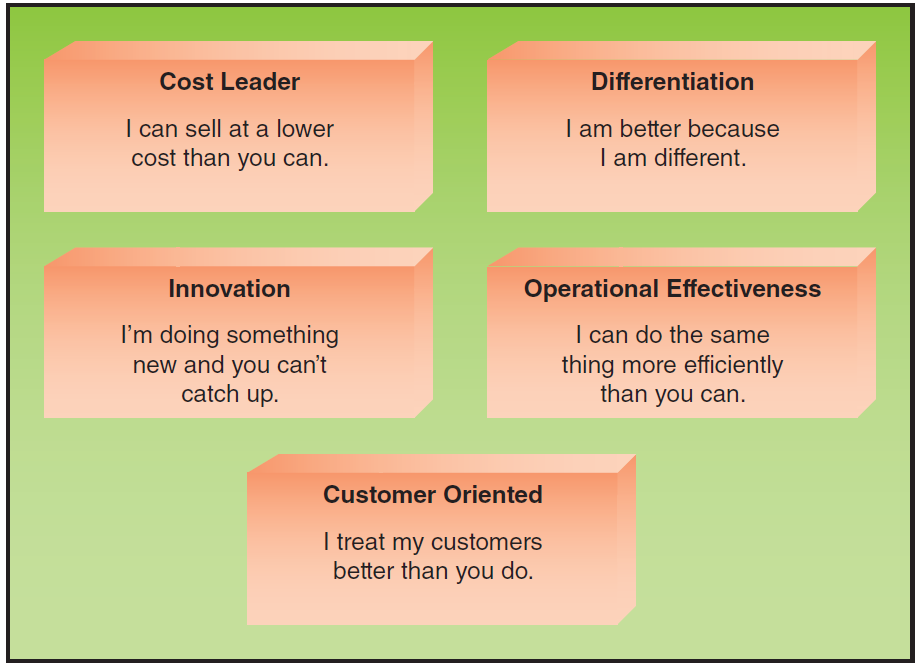 Cost Leader
I can sell at a lower
cost than you can.
Differentiation
I am better because
I am different.
Innovation
I’m doing something
new and you can’t
catch up.
Operational Effectiveness
I can do the same
thing more efficiently
than you can.
Customer Oriented
I treat my customers
better than you do.